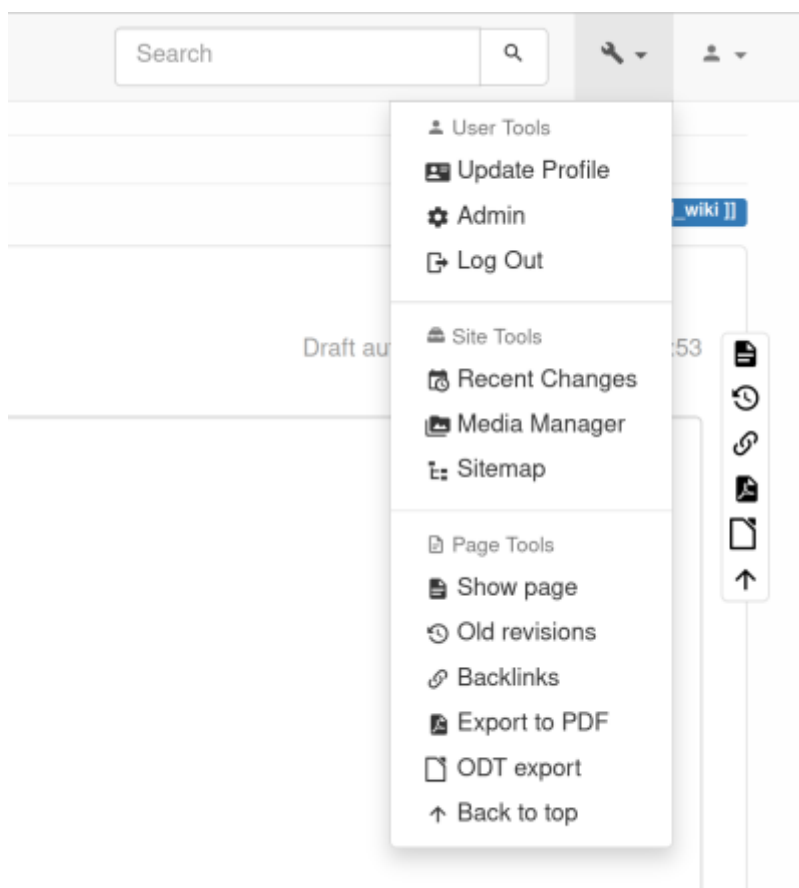 Search
User Tools
Update Profile
_wiki ]]
Admin
Log Out
Site Tools
Draft au
:53
Recent Changes
Media Manager
Sitemap
Page Tools
Show page
Old revisions
Backlinks
Export to PDF
ODT export
Back to top